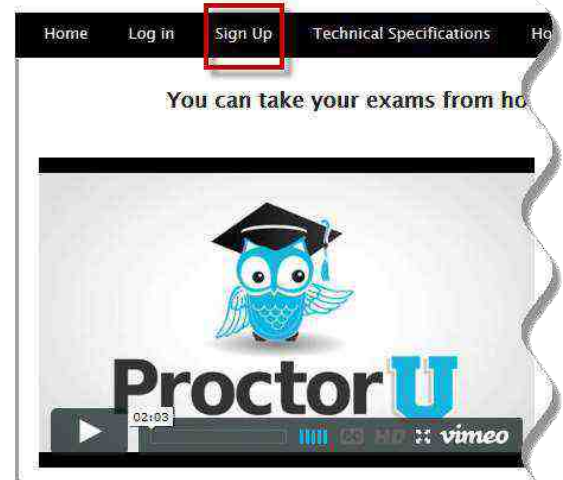 Home Log in Sign Up Technical Specifications Ho
You can take your exams from ho
ProctorU
02:03
HD vimeo